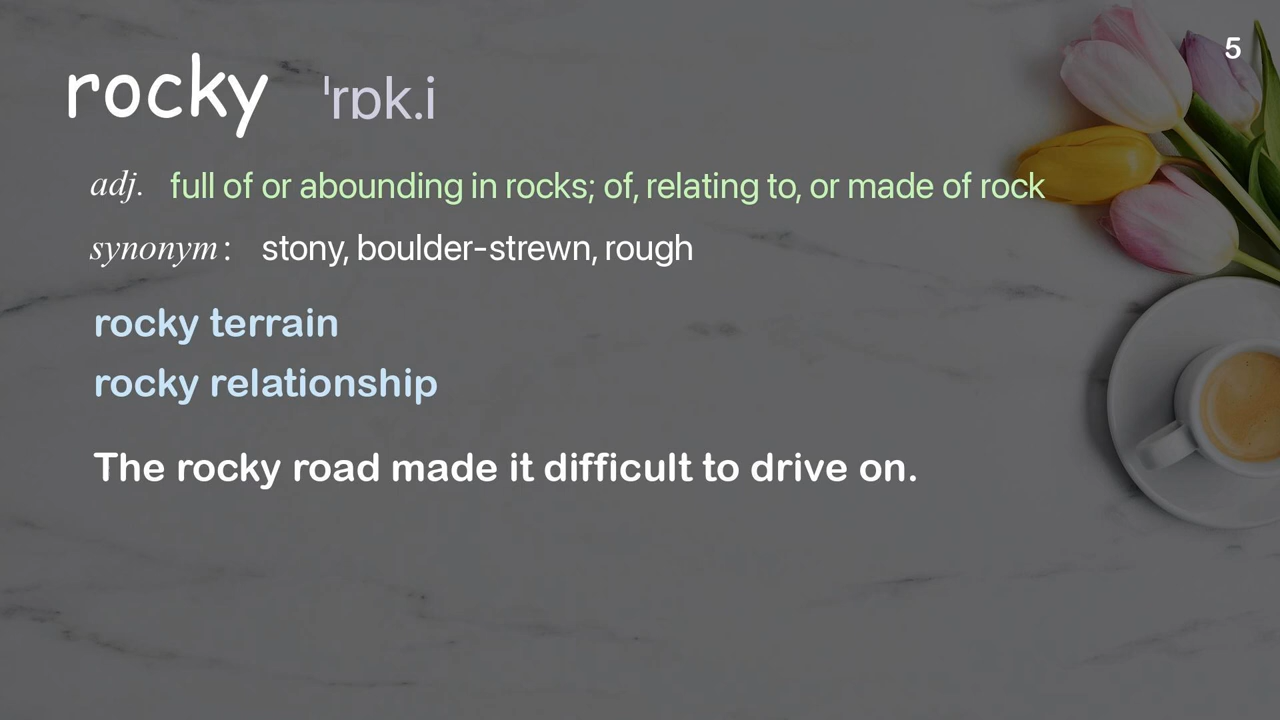 5
rocky ˈrɒk.i
adj. full of or abounding in rocks; of, relating to, or made of rock
synonym: stony, boulder-strewn, rough
rocky terrain
rocky relationship
The rocky road made it difficult to drive on.